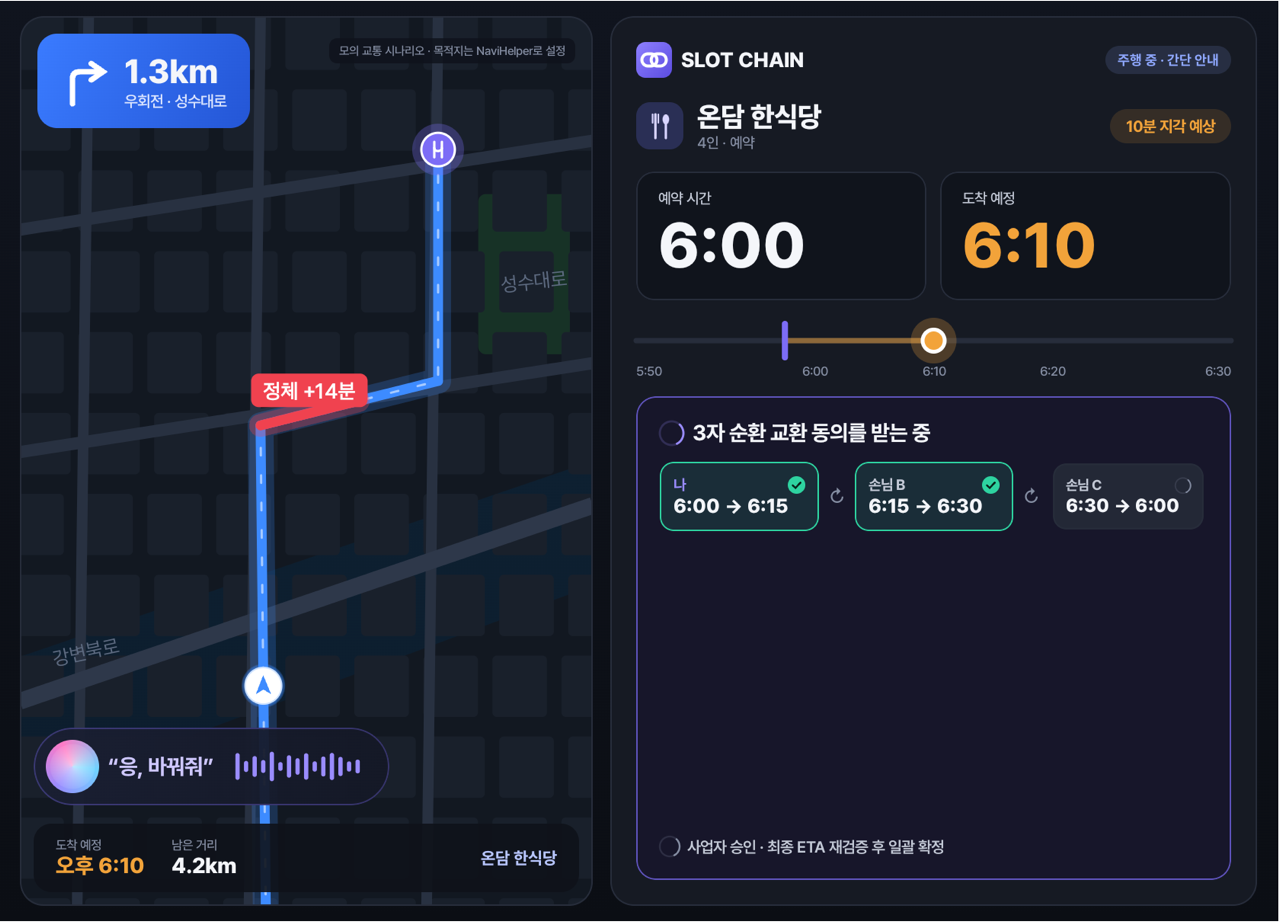 1.3km
우회전 · 성수대로
모의 교통 시나리오 · 목적지는 NaviHelper로 설정
H
성수대로
정체 +14분
강변북로
“응, 바꿔줘”
도착 예정
오후 6:10
남은 거리
4.2km
온담 한식당
SLOT CHAIN
주행 중 · 간단 안내
온담 한식당
4인 · 예약
10분 지각 예상
예약 시간
6:00
도착 예정
6:10
5:50 6:00 6:10 6:20 6:30
3자 순환 교환 동의를 받는 중
나
6:00 → 6:15
손님 B
6:15 → 6:30
손님 C
6:30 → 6:00
사업자 승인 · 최종 ETA 재검증 후 일괄 확정